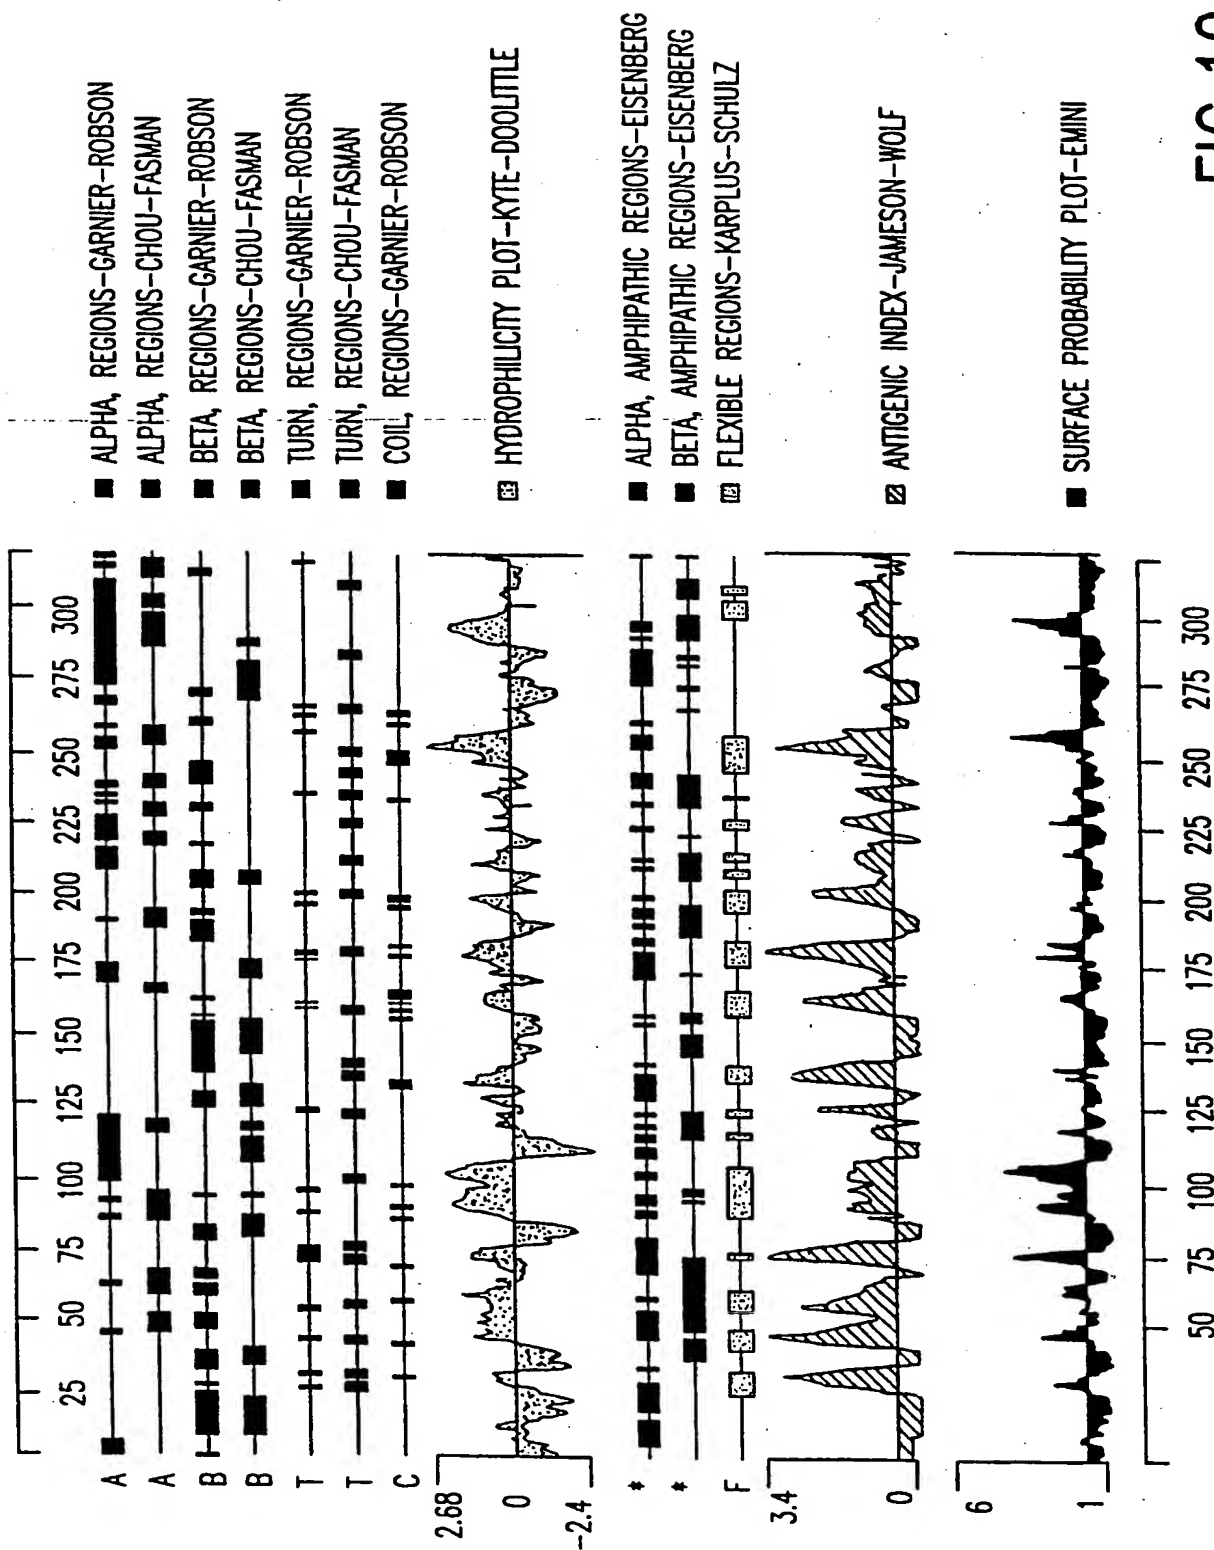 25 50 75 100 125 150 175 200 225 250 275 300
A ALPHA, REGIONS-GARNIER-ROBSON
A ALPHA, REGIONS-CHOU-FASMAN
B BETA, REGIONS-GARNIER-ROBSON
B BETA, REGIONS-CHOU-FASMAN
T TURN, REGIONS-GARNIER-ROBSON
T TURN, REGIONS-CHOU-FASMAN
C COIL, REGIONS-GARNIER-ROBSON
2.68
0 HYDROPHILICITY PLOT-KYTE-DOOLITTLE
-2.4
* ALPHA, AMPHIPATHIC REGIONS-EISENBERG
* BETA, AMPHIPATHIC REGIONS-EISENBERG
F FLEXIBLE REGIONS-KARPLUS-SCHULZ
3.4
ANTIGENIC INDEX-JAMESON-WOLF
0
6
SURFACE PROBABILITY PLOT-EMINI
1
50 75 100 125 150 175 200 225 250 275 300